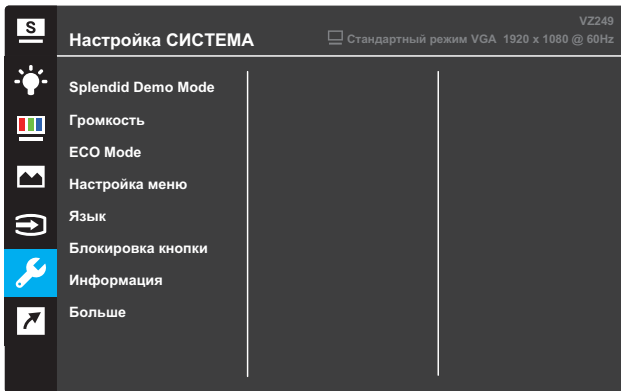 S
VZ249
Настройка СИСТЕМА
Стандартный режим VGA 1920 x 1080 @ 60Hz
Splendid Demo Mode
Громкость
ECO Mode
Настройка меню
Язык
Блокировка кнопки
Информация
Больше